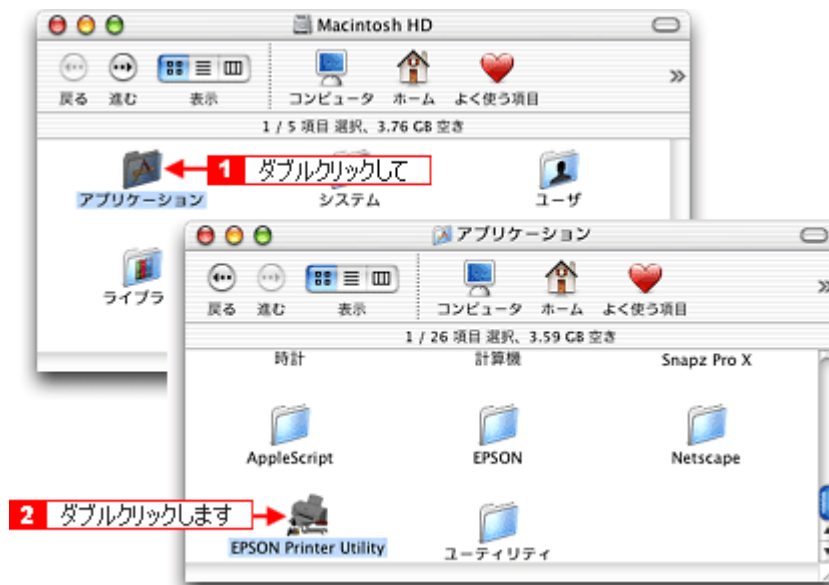 Macintosh HD
戻る 進む 表示 コンピュータ ホーム よく使う項目
1 / 5 項目 選択、3.76 GB 空き
1 ダブルクリックして
アプリケーション システム ユーザ
ライブラ
アプリケーション
戻る 進む 表示 コンピュータ ホーム よく使う項目
1 / 26 項目 選択、3.59 GB 空き
時計 計算機 Snapz Pro X
AppleScript EPSON Netscape
2 ダブルクリックします
EPSON Printer Utility ユーティリティ